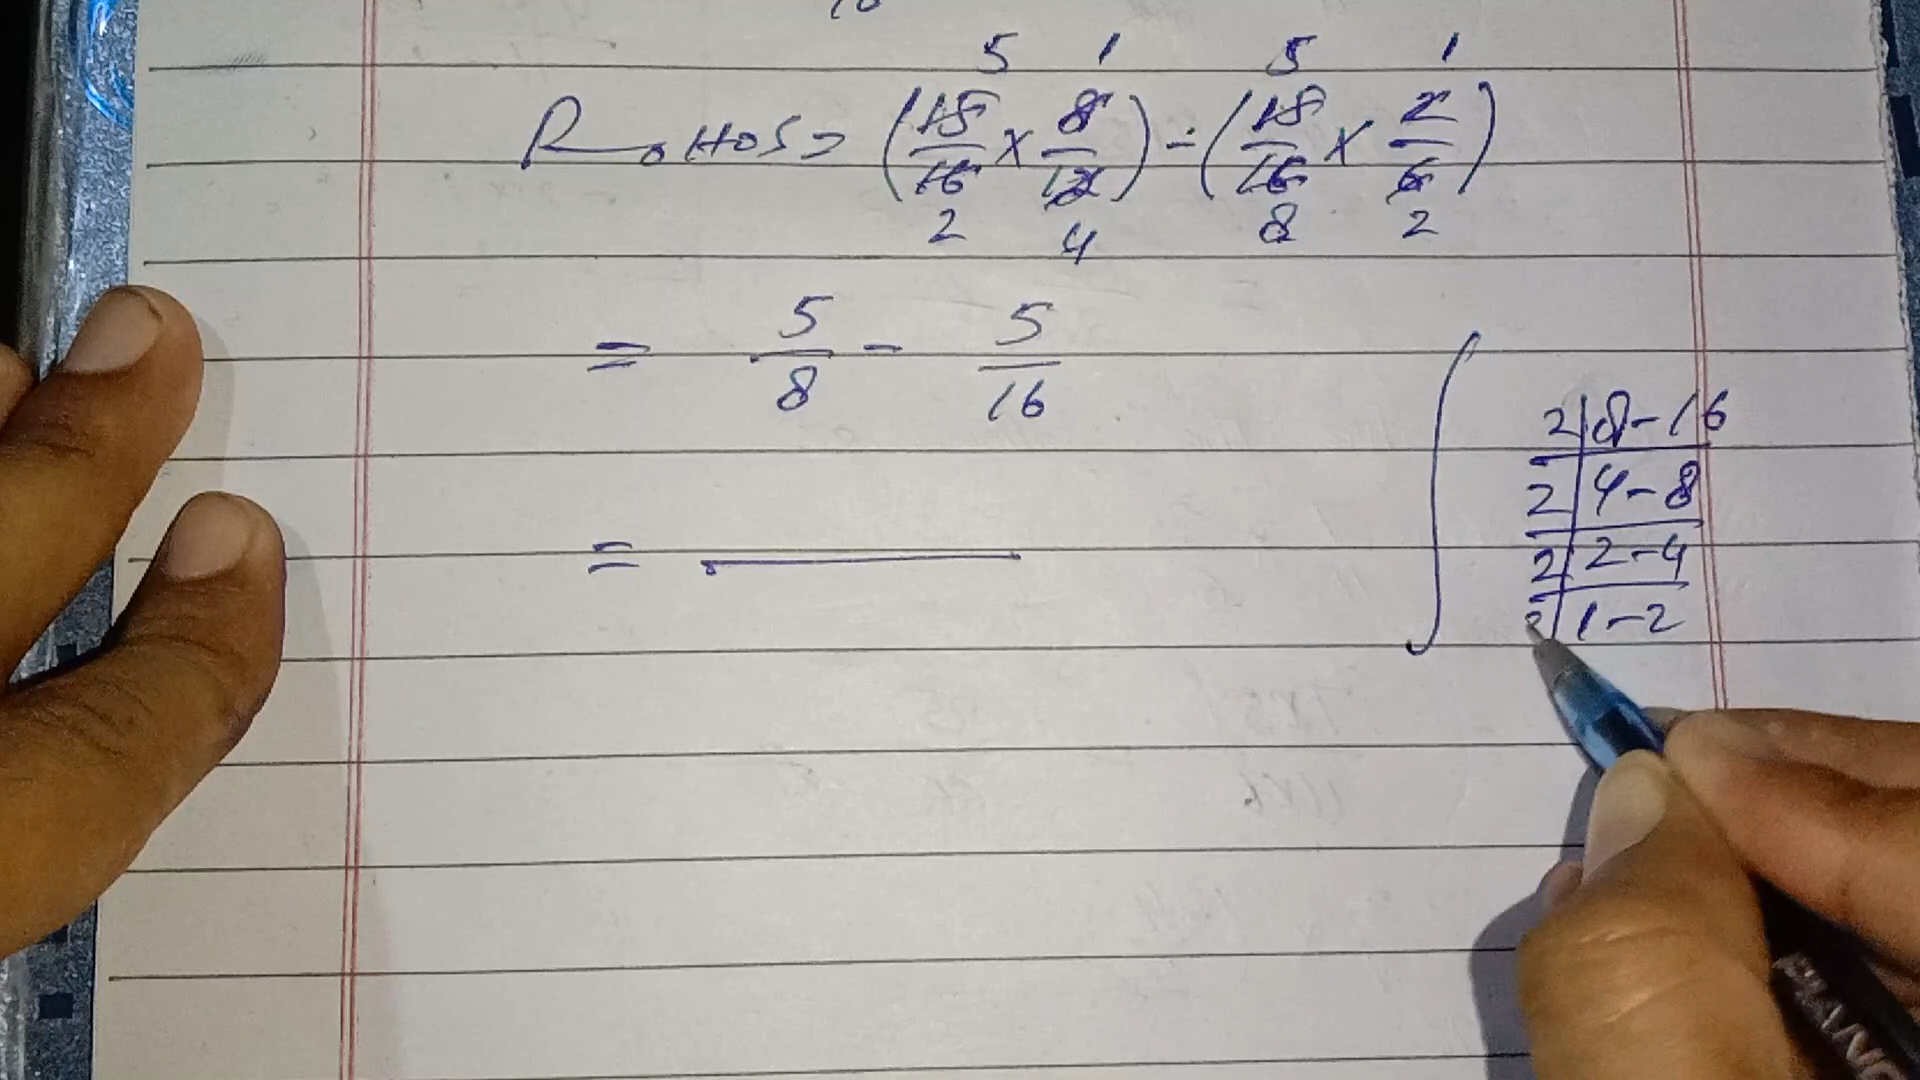 5 1 5 1
R.H.S = (15/16 × 8/12) - (15/16 × 2/6)
2 4 8 2
= 5/8 - 5/16
=
2 | 8 - 16
2 | 4 - 8
2 | 2 - 4
2 | 1 - 2